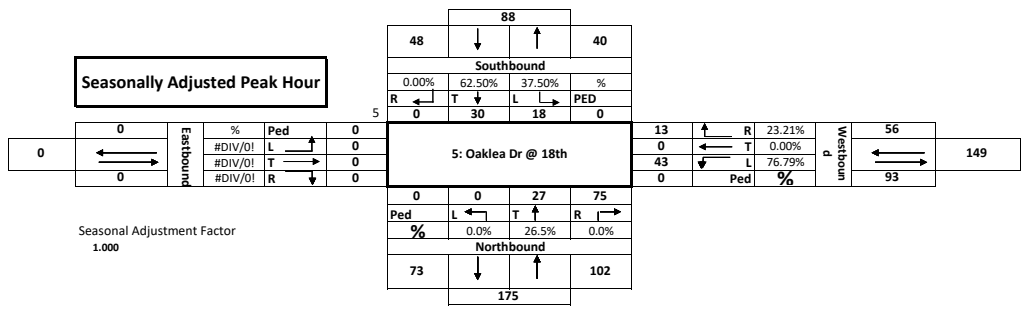 88
48 40
Southbound
Seasonally Adjusted Peak Hour
0.00% 62.50% 37.50% %
R T L PED
5 0 30 18 0
0 Eastbound % Ped 0
0 #DIV/0! L 0
#DIV/0! T 0
0 #DIV/0! R 0
5: Oaklea Dr @ 18th
13 R 23.21% Westbound 56
0 T 0.00% 149
43 L 76.79%
0 Ped % 93
0 0 27 75
Ped L T R
% 0.0% 26.5% 0.0%
Northbound
73 102
175
Seasonal Adjustment Factor
1.000